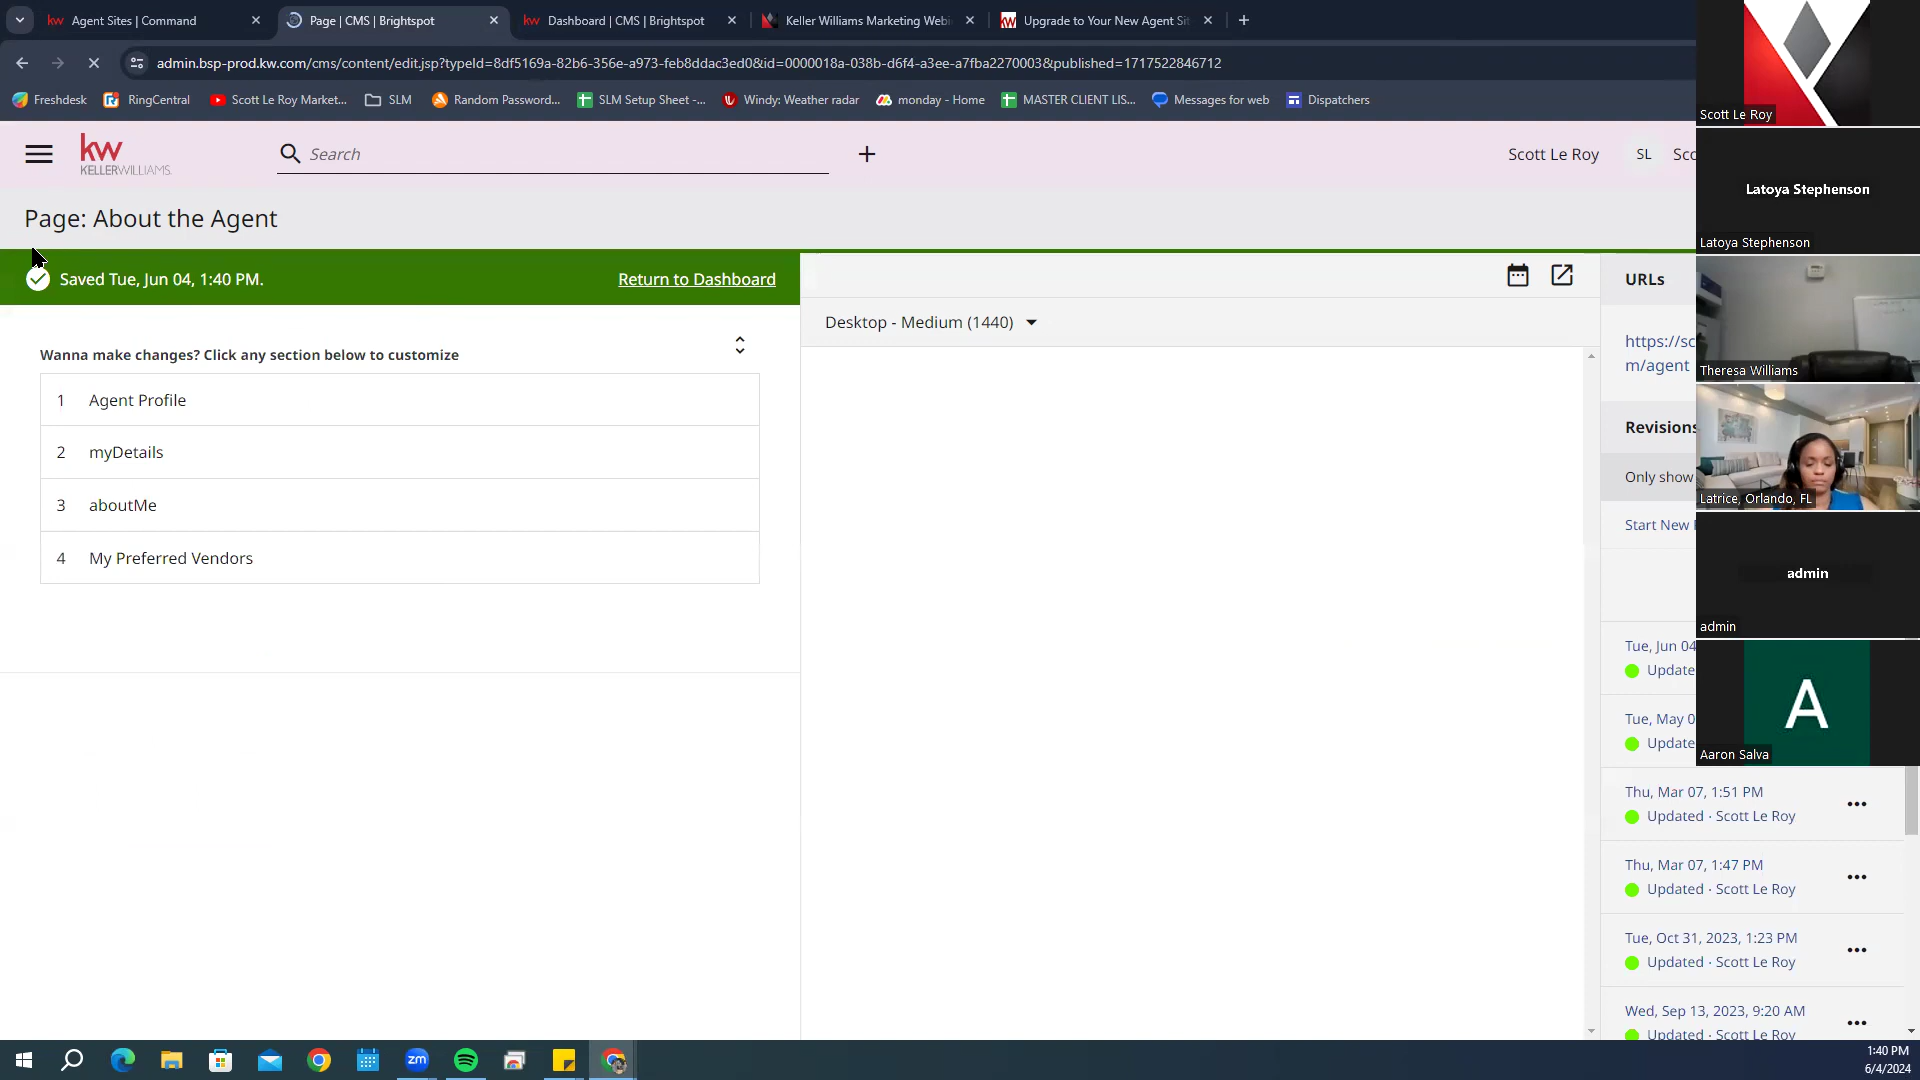 Agent Sites | Command
Page | CMS | Brightspot
Dashboard | CMS | Brightspot
Keller Williams Marketing Webi
Upgrade to Your New Agent Sit
admin.bsp-prod.kw.com/cms/content/edit.jsp?typeId=8df5169a-82b6-356e-a973-feb8ddac3ed0&id=0000018a-038b-d6f4-a3ee-a7fba2270003&published=1717522846712
Freshdesk
RingCentral
Scott Le Roy Market...
SLM
Random Password...
SLM Setup Sheet -...
Windy: Weather radar
monday - Home
MASTER CLIENT LIS...
Messages for web
Dispatchers
kw
KELLERWILLIAMS.
Search
Scott Le Roy
SL
Sco
Page: About the Agent
Saved Tue, Jun 04, 1:40 PM.
Return to Dashboard
Wanna make changes? Click any section below to customize
1 Agent Profile
2 myDetails
3 aboutMe
4 My Preferred Vendors
Desktop - Medium (1440)
URLs
https://sc
m/agent
Revisions
Only show
Start New
Tue, Jun 04
Update
Tue, May 0
Update
Thu, Mar 07, 1:51 PM
Updated · Scott Le Roy
Thu, Mar 07, 1:47 PM
Updated · Scott Le Roy
Tue, Oct 31, 2023, 1:23 PM
Updated · Scott Le Roy
Wed, Sep 13, 2023, 9:20 AM
Updated · Scott Le Roy
Scott Le Roy
Latoya Stephenson
Latoya Stephenson
Theresa Williams
Latrice, Orlando, FL
admin
admin
A
Aaron Salva
zm
1:40 PM
6/4/2024